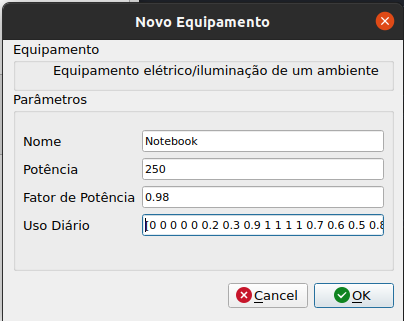 Novo Equipamento
Equipamento
Equipamento elétrico/iluminação de um ambiente
Parâmetros
Nome Notebook
Potência 250
Fator de Potência 0.98
Uso Diário [0 0 0 0 0 0.2 0.3 0.9 1 1 1 1 0.7 0.6 0.5 0.8
Cancel OK